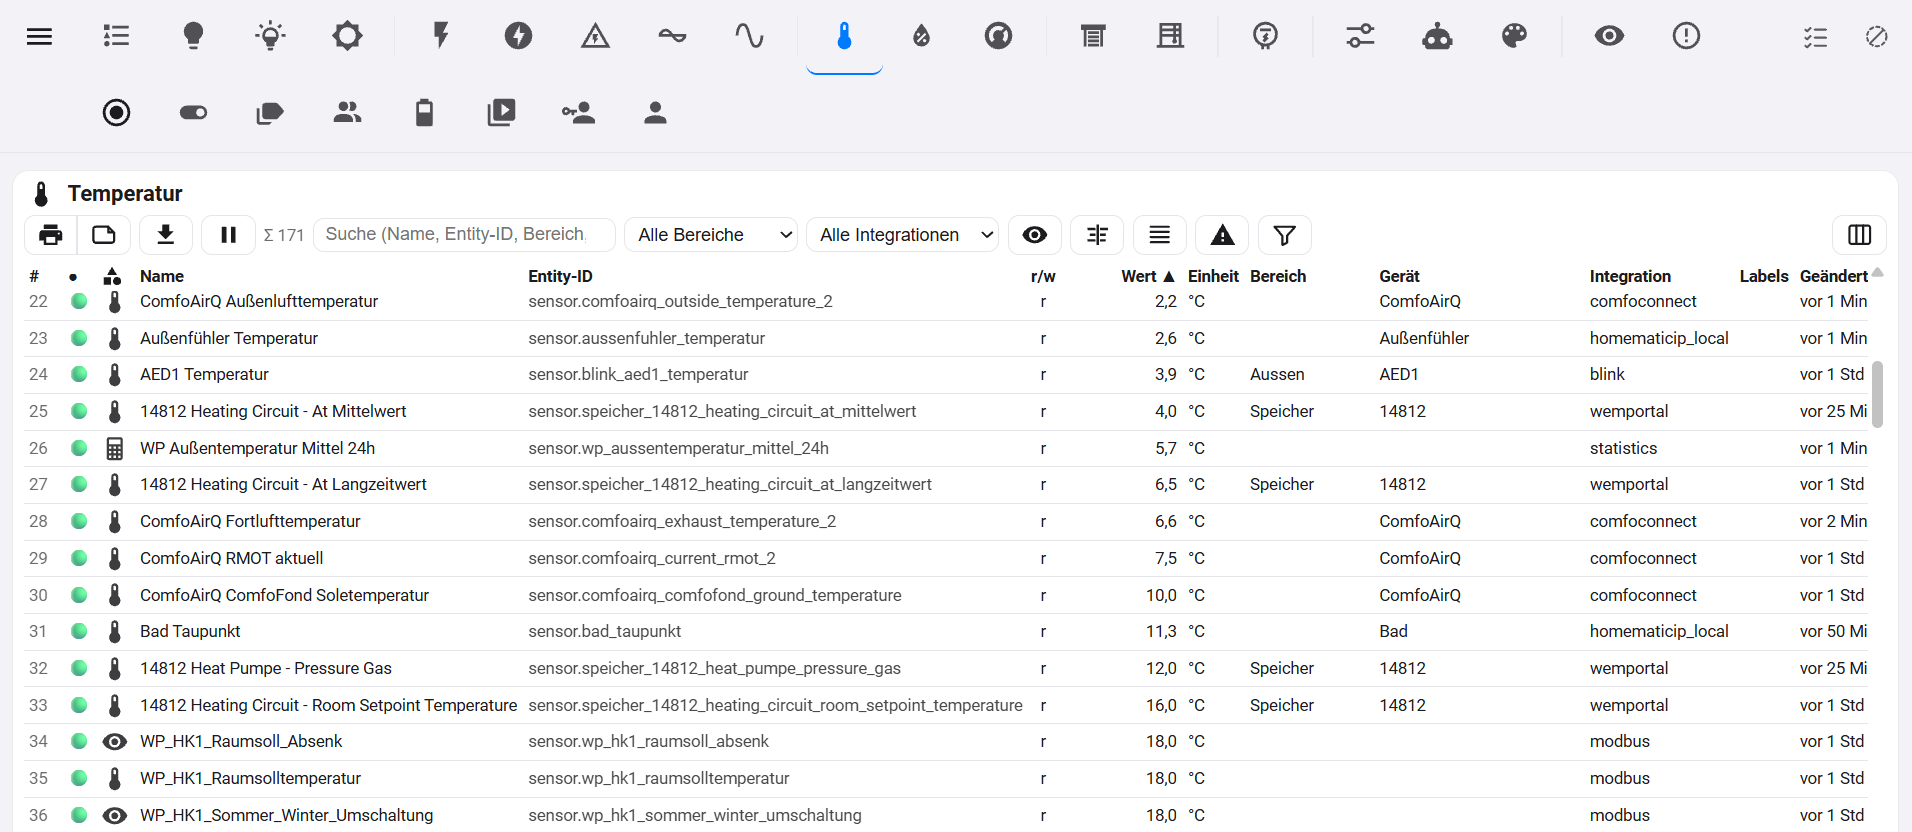 Temperatur
Σ 171 Suche (Name, Entity-ID, Bereich, Alle Bereiche Alle Integrationen
# ● Name Entity-ID r/w Wert ▲ Einheit Bereich Gerät Integration Labels Geändert
22 ComfoAirQ Außenlufttemperatur sensor.comfoairq_outside_temperature_2 r 2,2 °C ComfoAirQ comfoconnect vor 1 Min
23 Außenfühler Temperatur sensor.aussenfuhler_temperatur r 2,6 °C Außenfühler homematicip_local vor 1 Min
24 AED1 Temperatur sensor.blink_aed1_temperatur r 3,9 °C Aussen AED1 blink vor 1 Std
25 14812 Heating Circuit - At Mittelwert sensor.speicher_14812_heating_circuit_at_mittelwert r 4,0 °C Speicher 14812 wemportal vor 25 Mi
26 WP Außentemperatur Mittel 24h sensor.wp_aussentemperatur_mittel_24h r 5,7 °C statistics vor 1 Min
27 14812 Heating Circuit - At Langzeitwert sensor.speicher_14812_heating_circuit_at_langzeitwert r 6,5 °C Speicher 14812 wemportal vor 1 Std
28 ComfoAirQ Fortlufttemperatur sensor.comfoairq_exhaust_temperature_2 r 6,6 °C ComfoAirQ comfoconnect vor 2 Min
29 ComfoAirQ RMOT aktuell sensor.comfoairq_current_rmot_2 r 7,5 °C ComfoAirQ comfoconnect vor 1 Std
30 ComfoAirQ ComfoFond Soletemperatur sensor.comfoairq_comfofond_ground_temperature r 10,0 °C ComfoAirQ comfoconnect vor 1 Std
31 Bad Taupunkt sensor.bad_taupunkt r 11,3 °C Bad homematicip_local vor 50 Mi
32 14812 Heat Pumpe - Pressure Gas sensor.speicher_14812_heat_pumpe_pressure_gas r 12,0 °C Speicher 14812 wemportal vor 25 Mi
33 14812 Heating Circuit - Room Setpoint Temperature sensor.speicher_14812_heating_circuit_room_setpoint_temperature r 16,0 °C Speicher 14812 wemportal vor 1 Std
34 WP_HK1_Raumsoll_Absenk sensor.wp_hk1_raumsoll_absenk r 18,0 °C modbus vor 1 Std
35 WP_HK1_Raumsolltemperatur sensor.wp_hk1_raumsolltemperatur r 18,0 °C modbus vor 1 Std
36 WP_HK1_Sommer_Winter_Umschaltung sensor.wp_hk1_sommer_winter_umschaltung r 18,0 °C modbus vor 1 Std